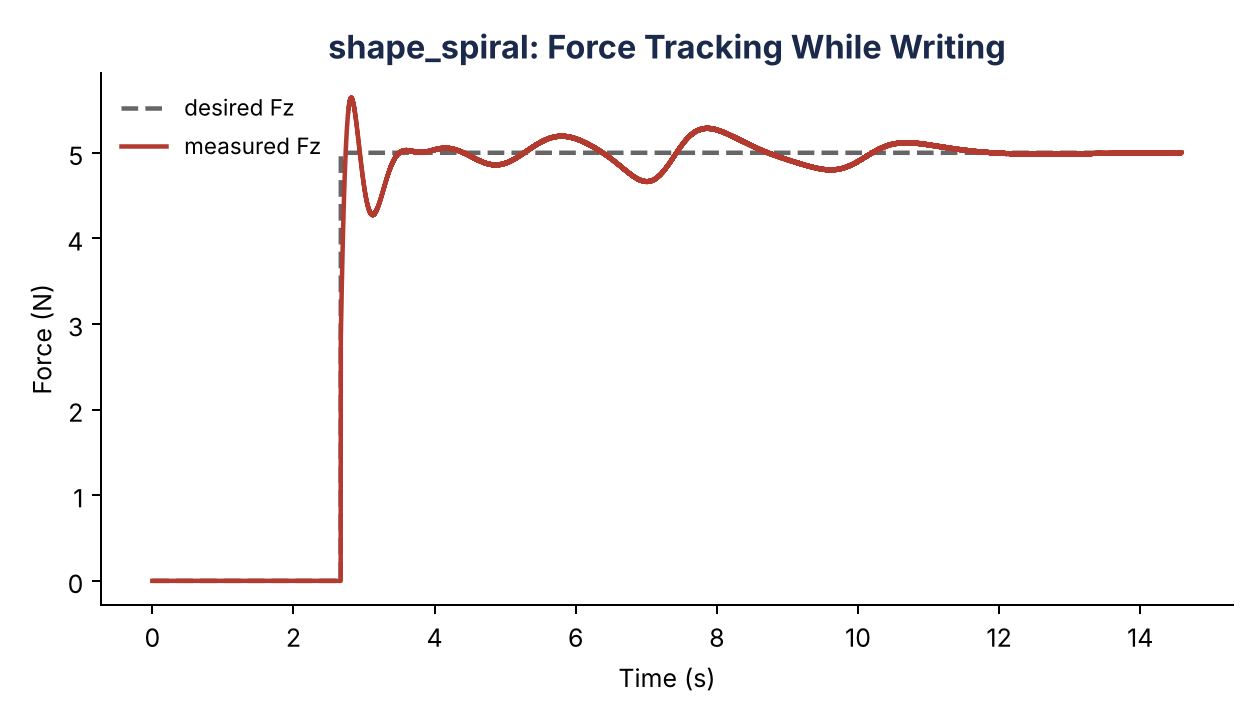 shape_spiral: Force Tracking While Writing
desired Fz
measured Fz
5
4
3
2
1
0
Force (N)
0 2 4 6 8 10 12 14
Time (s)